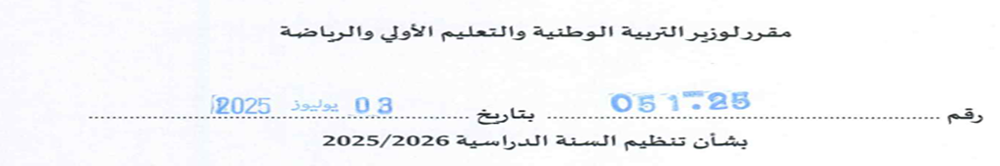 مقرر لوزير التربية الوطنية والتعليم الأولي والرياضة
رقم 051.25 بتاريخ 03 يوليوز 2025
بشأن تنظيم السنة الدراسية 2025/2026